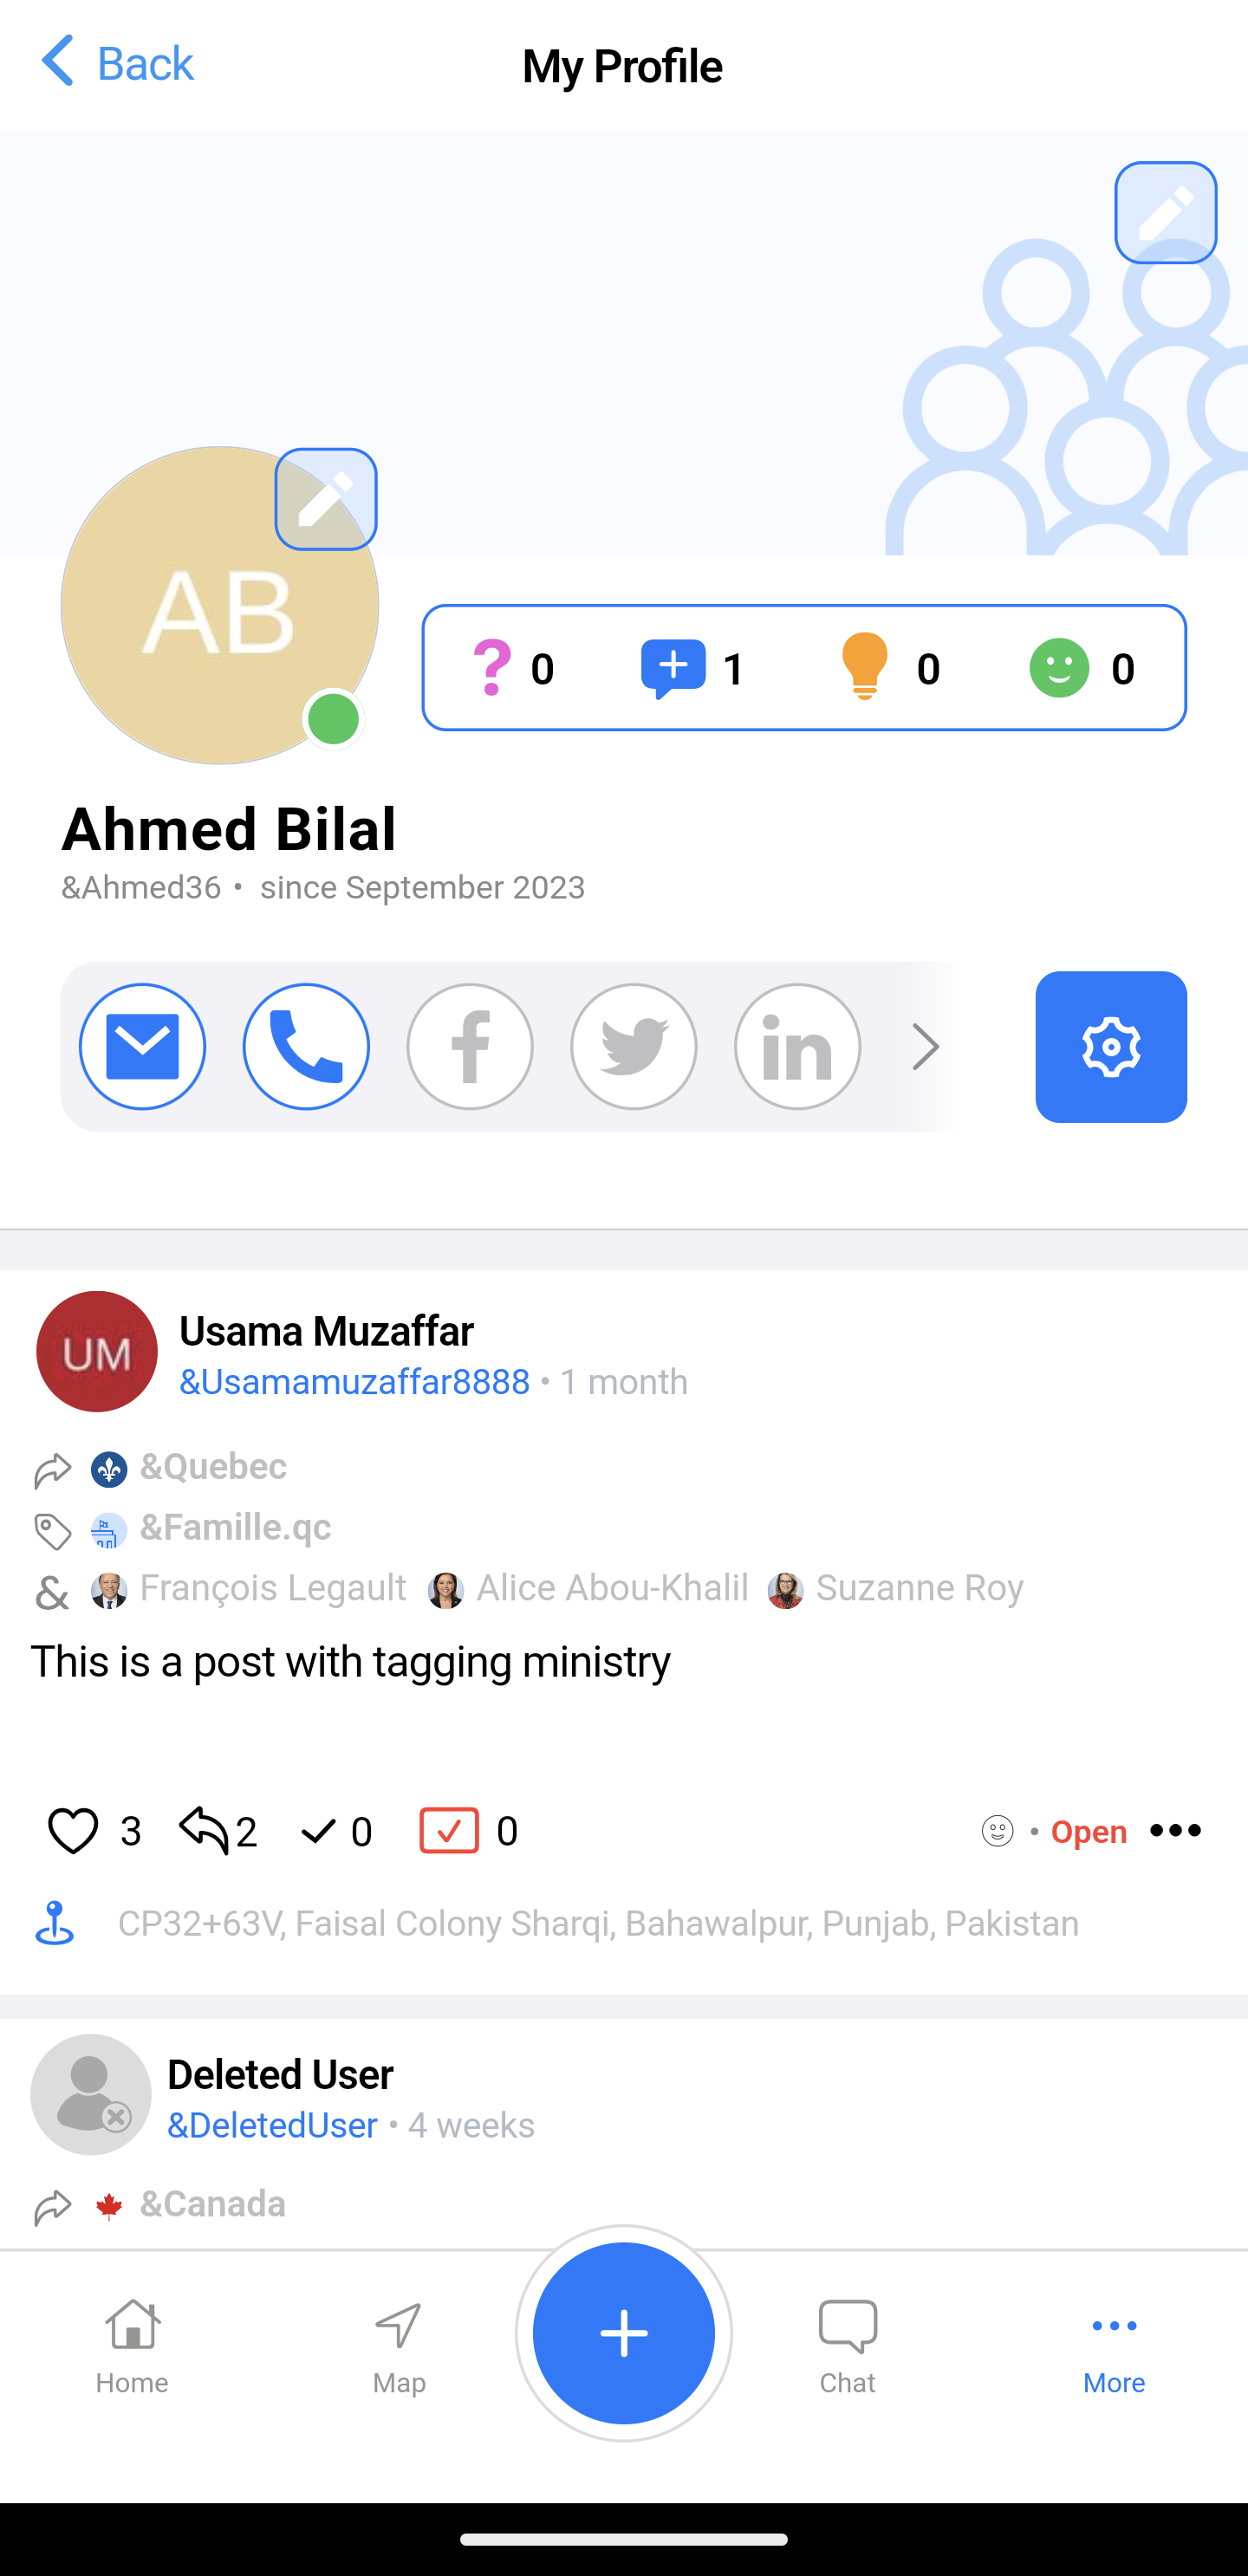 Back
My Profile
AB
? 0 1 0 0
Ahmed Bilal
&Ahmed36 • since September 2023
f in
UM
Usama Muzaffar
&Usamamuzaffar8888 • 1 month
&Quebec
&Famille.qc
& François Legault Alice Abou-Khalil Suzanne Roy
This is a post with tagging ministry
3 2 0 0 • Open
CP32+63V, Faisal Colony Sharqi, Bahawalpur, Punjab, Pakistan
Deleted User
&DeletedUser • 4 weeks
&Canada
Home Map Chat More